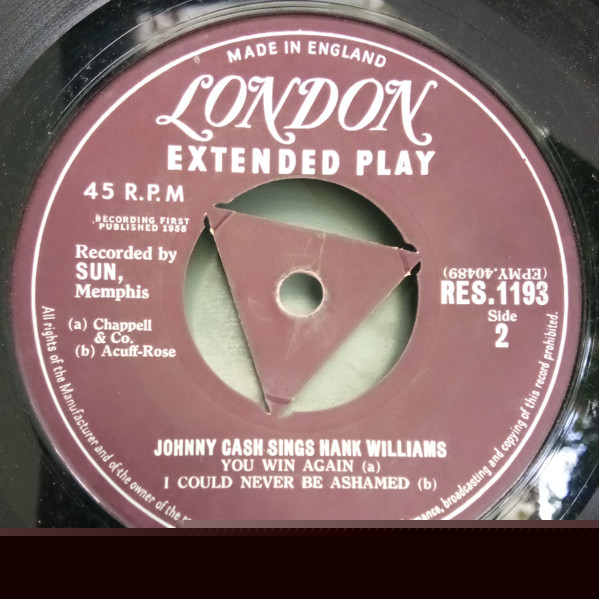 MADE IN ENGLAND
LONDON
EXTENDED PLAY
45 R.P.M
RECORDING FIRST
PUBLISHED 1958
Recorded by
SUN,
Memphis
(a) Chappell
& Co.
(b) Acuff-Rose
(EPMY.40489)
RES.1193
Side
2
JOHNNY CASH SINGS HANK WILLIAMS
YOU WIN AGAIN (a)
I COULD NEVER BE ASHAMED (b)
All rights of the Manufacturer and of the owner of the
broadcasting and copying of this record prohibited.